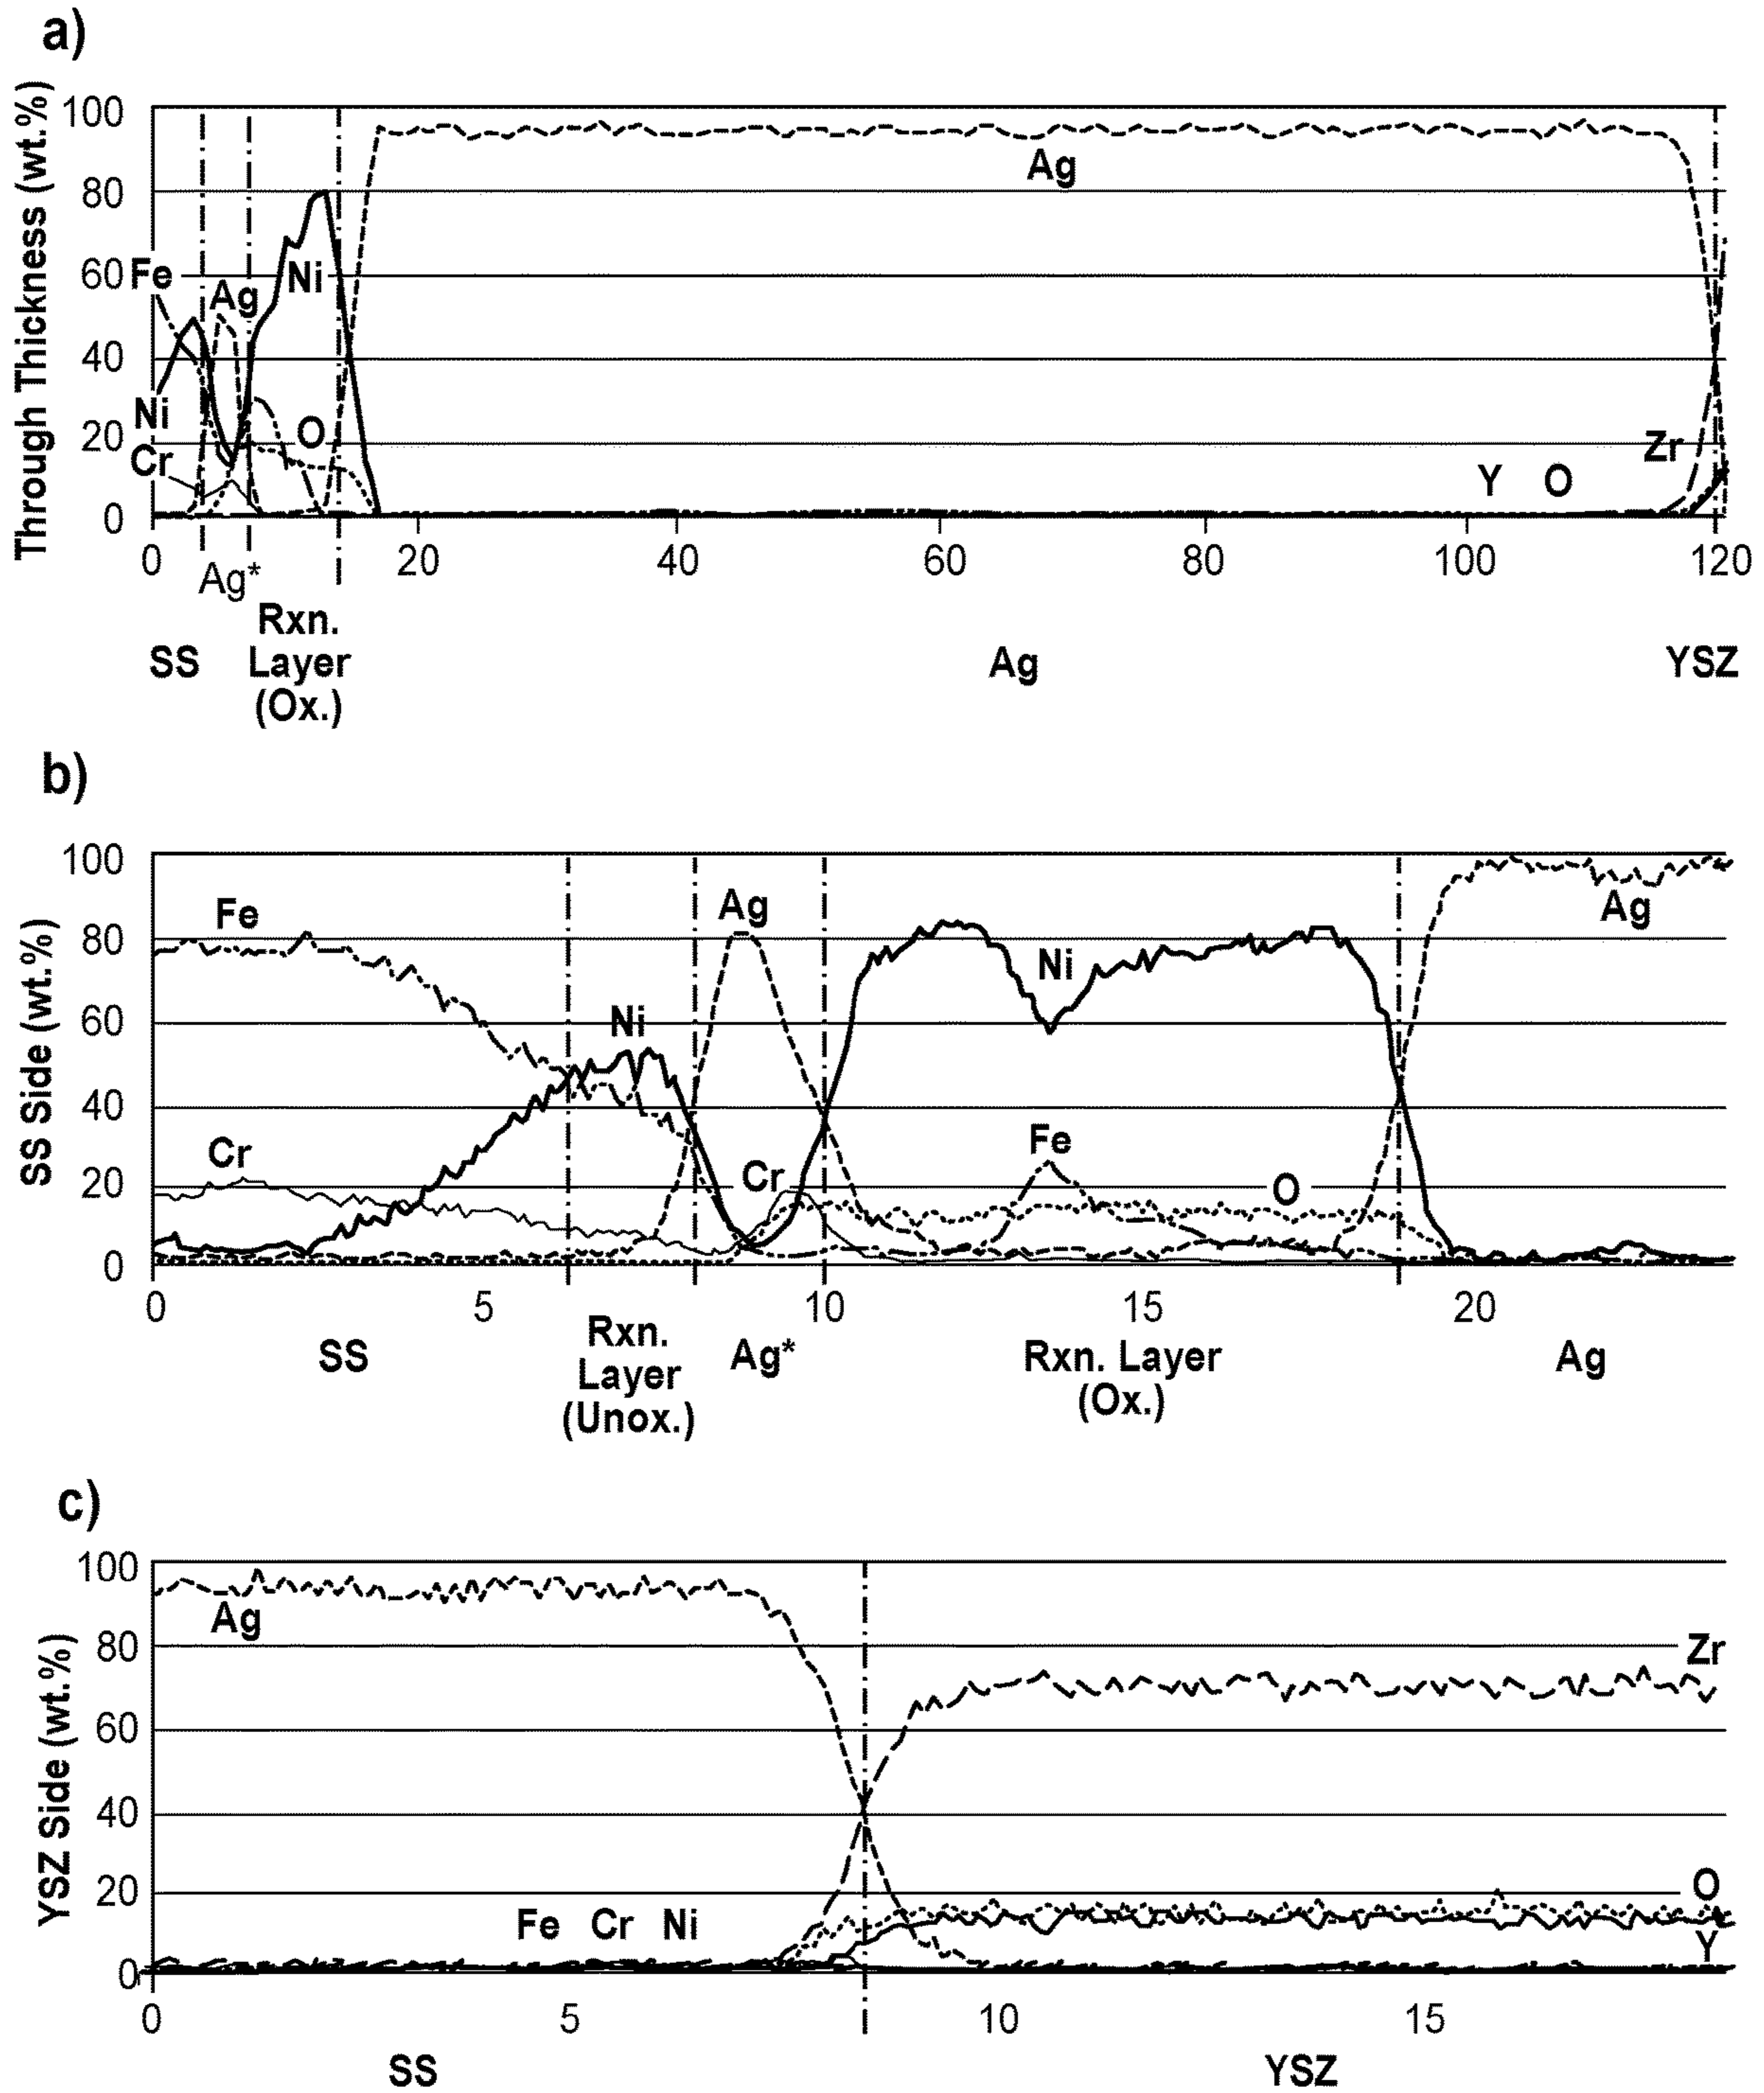 a)
Through Thickness (wt.%)
100
80
60
40
20
0
Fe
Ni
Cr
Ag
Ni
O
Ag
Y O
Zr
0 20 40 60 80 100 120
Ag*
SS
Rxn.
Layer
(Ox.)
Ag
YSZ
b)
SS Side (wt.%)
100
80
60
40
20
0
Fe
Cr
Ni
Ag
Cr
Ni
Fe
O
Ag
0 5 10 15 20
SS
Rxn.
Layer
(Unox.)
Ag*
Rxn. Layer
(Ox.)
Ag
c)
YSZ Side (wt.%)
100
80
60
40
20
0
Ag
Fe Cr Ni
Zr
O
Y
0 5 10 15
SS YSZ